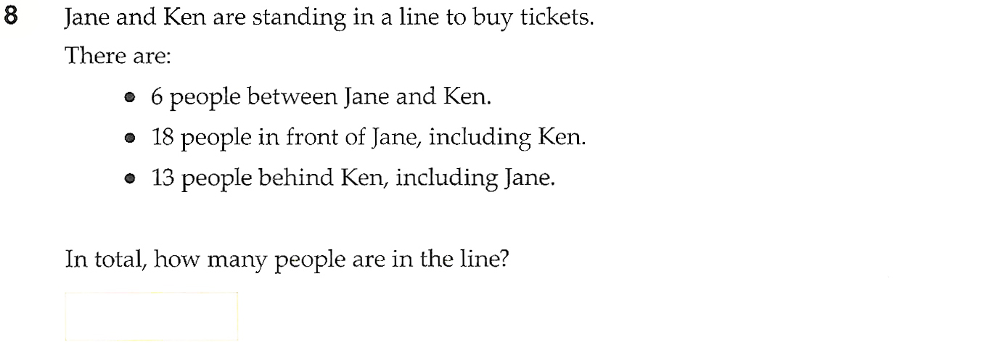 8 Jane and Ken are standing in a line to buy tickets.
There are:
• 6 people between Jane and Ken.
• 18 people in front of Jane, including Ken.
• 13 people behind Ken, including Jane.
In total, how many people are in the line?